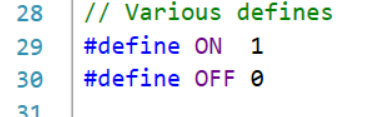 28 // Various defines
29 #define ON  1
30 #define OFF 0
31